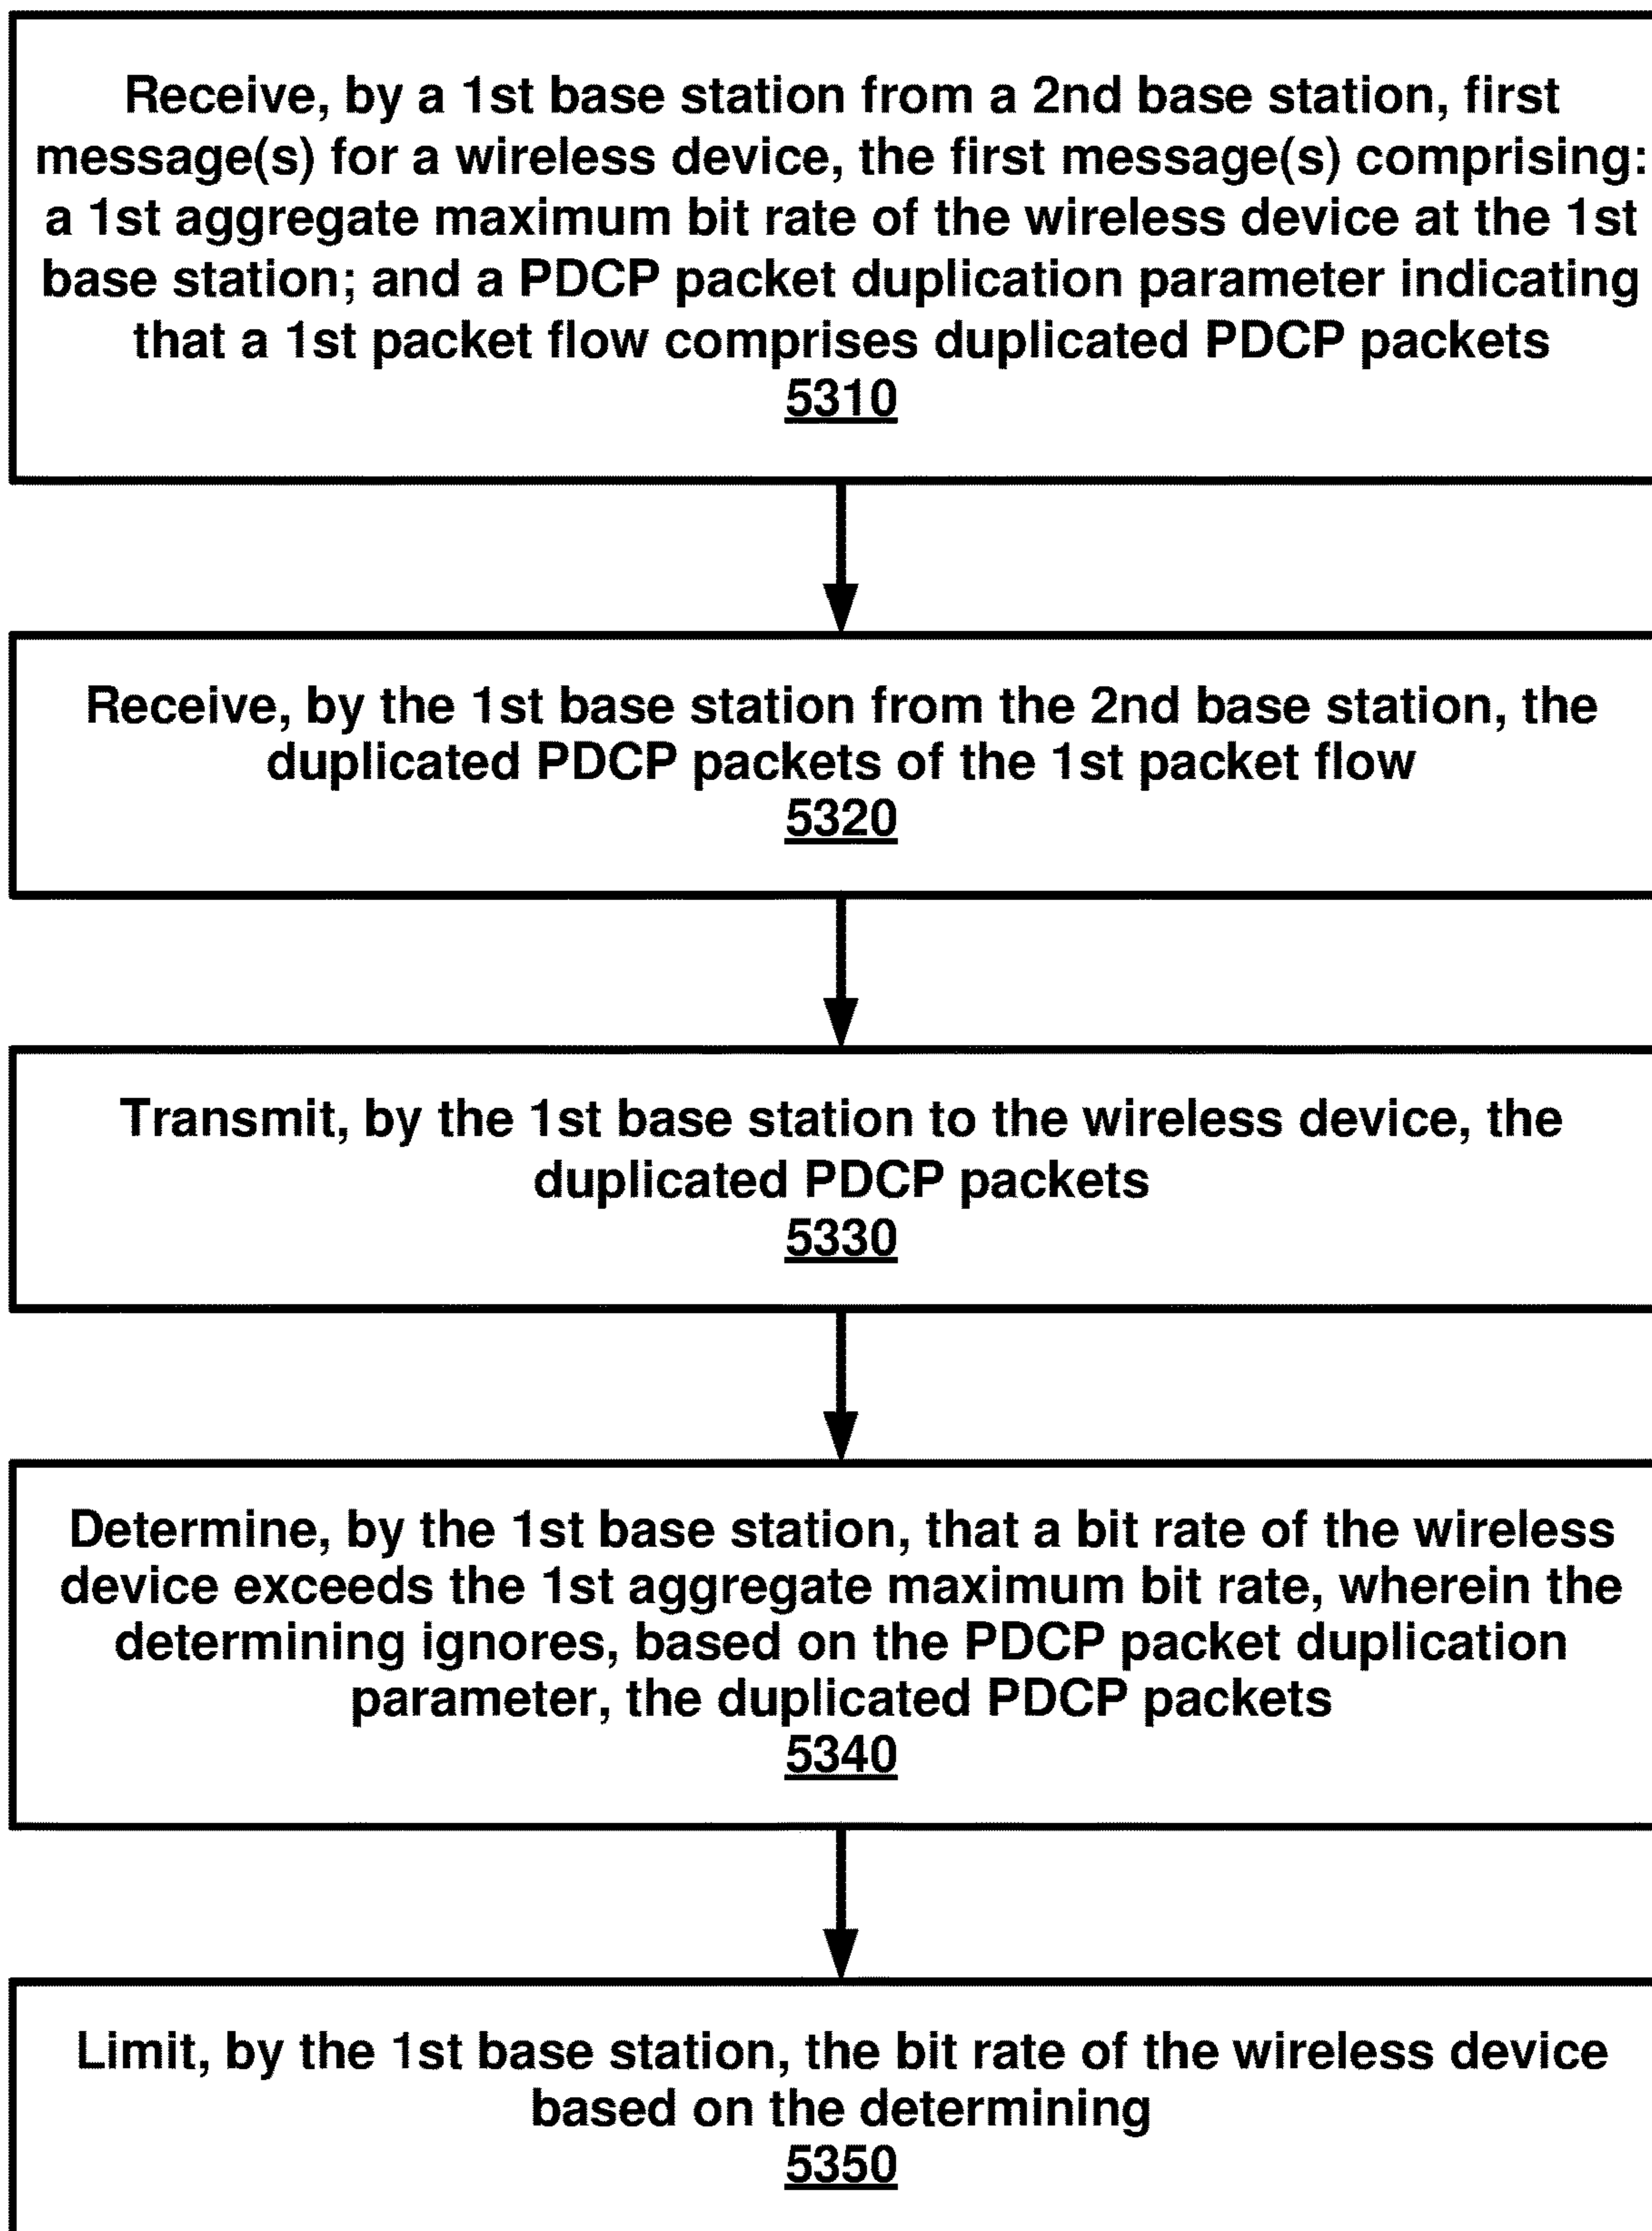 Receive, by a 1st base station from a 2nd base station, first
message(s) for a wireless device, the first message(s) comprising:
a 1st aggregate maximum bit rate of the wireless device at the 1st
base station; and a PDCP packet duplication parameter indicating
that a 1st packet flow comprises duplicated PDCP packets
5310
Receive, by the 1st base station from the 2nd base station, the
duplicated PDCP packets of the 1st packet flow
5320
Transmit, by the 1st base station to the wireless device, the
duplicated PDCP packets
5330
Determine, by the 1st base station, that a bit rate of the wireless
device exceeds the 1st aggregate maximum bit rate, wherein the
determining ignores, based on the PDCP packet duplication
parameter, the duplicated PDCP packets
5340
Limit, by the 1st base station, the bit rate of the wireless device
based on the determining
5350